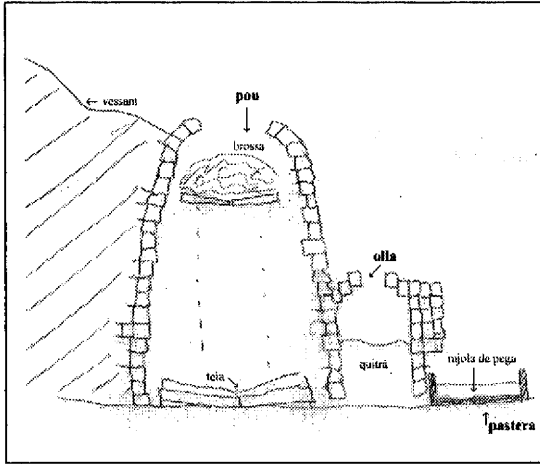 ← vessant
pou
brossa
olla
teia
quitrà
rajola de pega
pastera